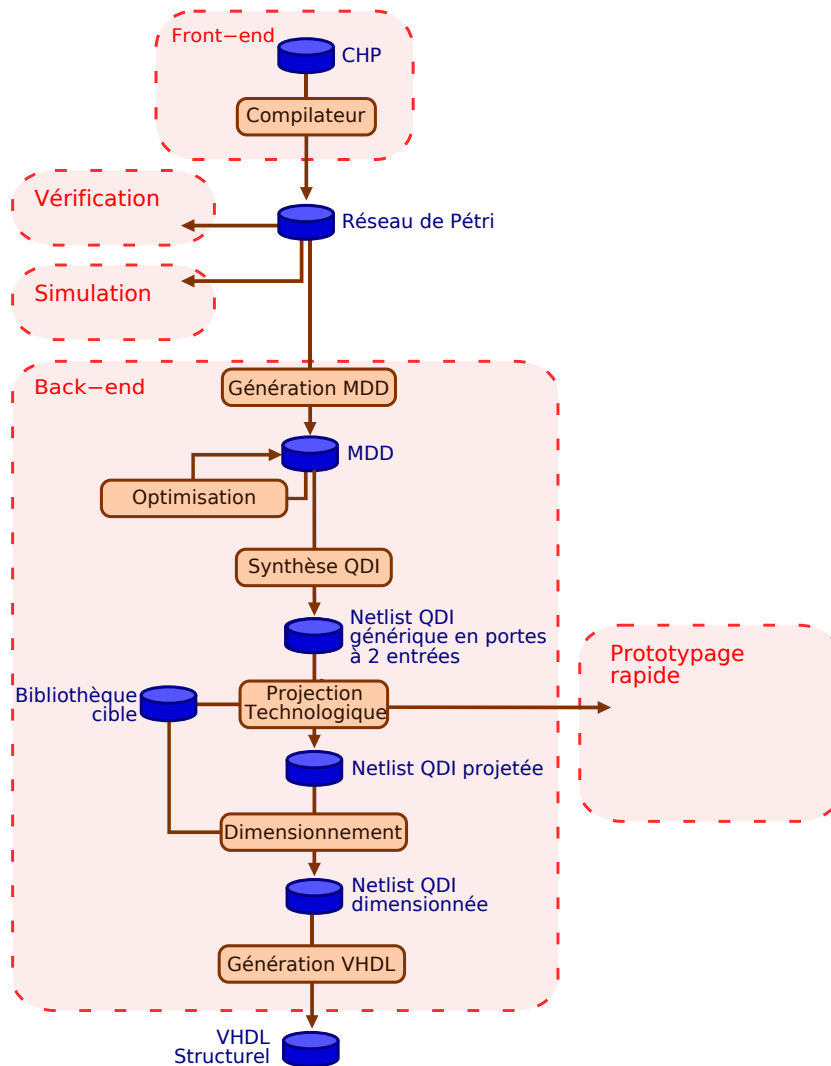 Front−end
CHP
Compilateur
Vérification
Réseau de Pétri
Simulation
Back−end
Génération MDD
MDD
Optimisation
Synthèse QDI
Netlist QDI
générique en portes
à 2 entrées
Prototypage
rapide
Bibliothèque
cible
Projection
Technologique
Netlist QDI projetée
Dimensionnement
Netlist QDI
dimensionnée
Génération VHDL
VHDL
Structurel